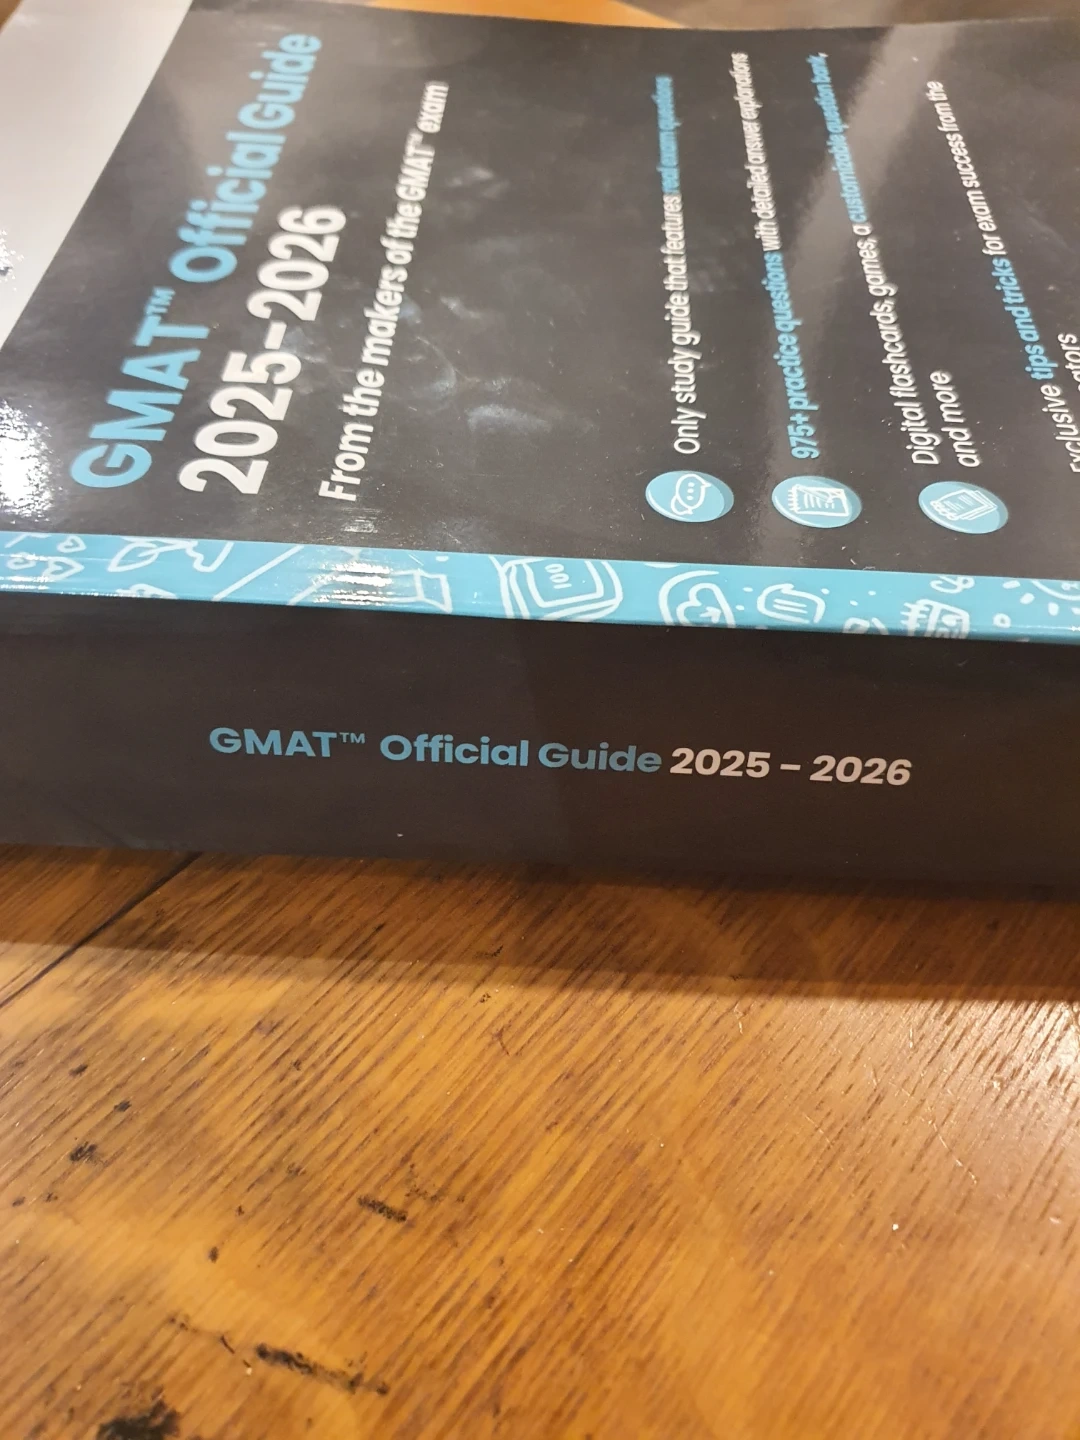 GMAT™ Official Guide
2025-2026
From the makers of the GMAT™ exam
Only study guide that features real exam questions
975+ practice questions with detailed answer explanations
Digital flashcards, games, a customizable question bank,
and more
Exclusive tips and tricks for exam success from the
100
GMAT™ Official Guide 2025 – 2026